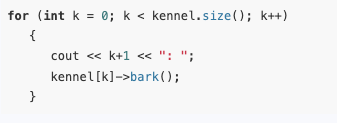 for (int k = 0; k < kennel.size(); k++)
   {
      cout << k+1 << ": ";
      kennel[k]->bark();
   }